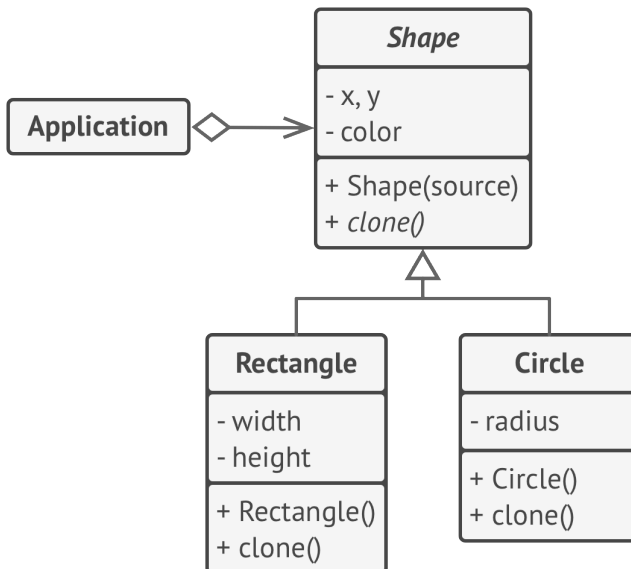 Shape
- x, y
- color
+ Shape(source)
+ clone()
Application
Rectangle
- width
- height
+ Rectangle()
+ clone()
Circle
- radius
+ Circle()
+ clone()